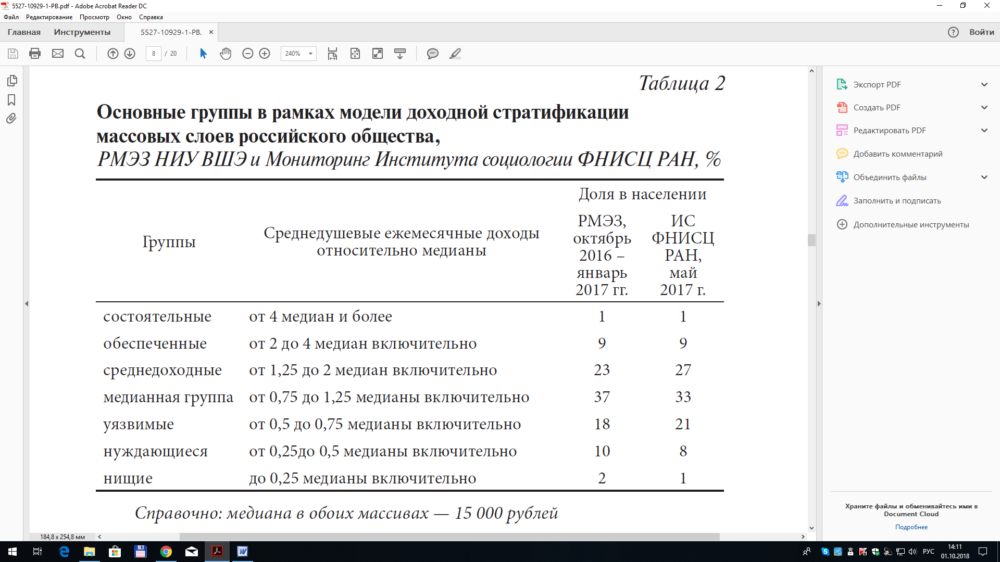 5527-10929-1-PB.pdf - Adobe Acrobat Reader DC
Файл Редактирование Просмотр Окно Справка
Главная Инструменты 5527-10929-1-PB. × Войти
8 / 20 240%
Таблица 2
Основные группы в рамках модели доходной стратификации
массовых слоев российского общества,
РМЭЗ НИУ ВШЭ и Мониторинг Института социологии ФНИСЦ РАН, %
Группы
Среднедушевые ежемесячные доходы
относительно медианы
Доля в населении
РМЭЗ,
октябрь
2016 –
январь
2017 гг.
ИС
ФНИСЦ
РАН,
май
2017 г.
состоятельные от 4 медиан и более 1 1
обеспеченные от 2 до 4 медиан включительно 9 9
среднедоходные от 1,25 до 2 медиан включительно 23 27
медианная группа от 0,75 до 1,25 медианы включительно 37 33
уязвимые от 0,5 до 0,75 медианы включительно 18 21
нуждающиеся от 0,25до 0,5 медианы включительно 10 8
нищие до 0,25 медианы включительно 2 1
Справочно: медиана в обоих массивах — 15 000 рублей
184,8 x 254,8 мм
Экспорт PDF
Создать PDF
Редактировать PDF
Добавить комментарий
Объединить файлы
Заполнить и подписать
Дополнительные инструменты
Храните файлы и обменивайтесь ими в
Document Cloud
Подробнее
РУС
14:11
01.10.2018